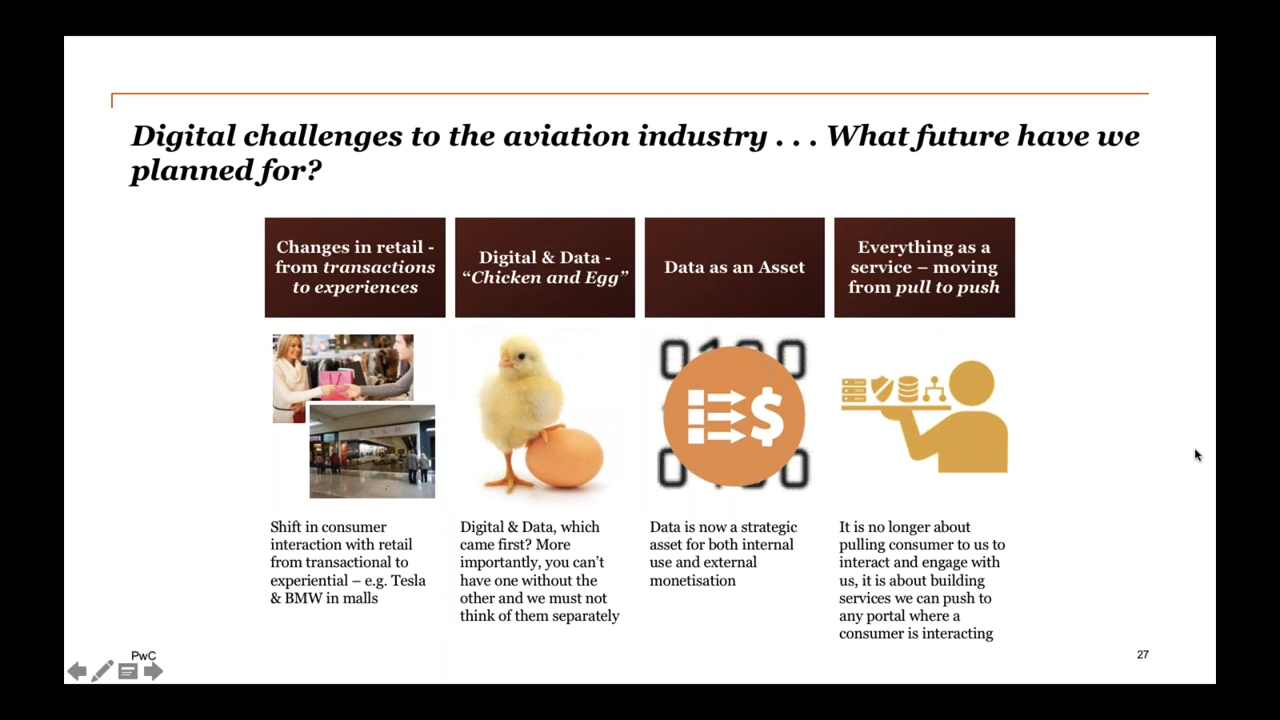 Digital challenges to the aviation industry . . . What future have we
planned for?
Changes in retail -
from transactions
to experiences
Digital & Data -
“Chicken and Egg”
Data as an Asset
Everything as a
service – moving
from pull to push
Shift in consumer
interaction with retail
from transactional to
experiential – e.g. Tesla
& BMW in malls
Digital & Data, which
came first? More
importantly, you can’t
have one without the
other and we must not
think of them separately
Data is now a strategic
asset for both internal
use and external
monetisation
It is no longer about
pulling consumer to us to
interact and engage with
us, it is about building
services we can push to
any portal where a
consumer is interacting
PwC
27